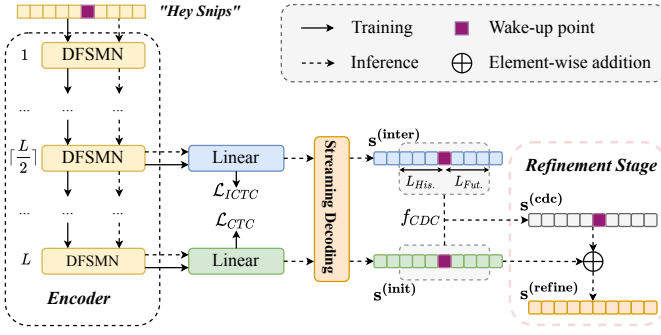 "Hey Snips"
Training
Wake-up point
Inference
Element-wise addition
1
DFSMN
...
...
⌈L/2⌉
DFSMN
Linear
ℒ_ICTC
...
...
ℒ_CTC
L
DFSMN
Linear
Encoder
Streaming Decoding
s^(inter)
L_His.
L_Fut.
f_CDC
s^(init)
Refinement Stage
s^(cdc)
s^(refine)